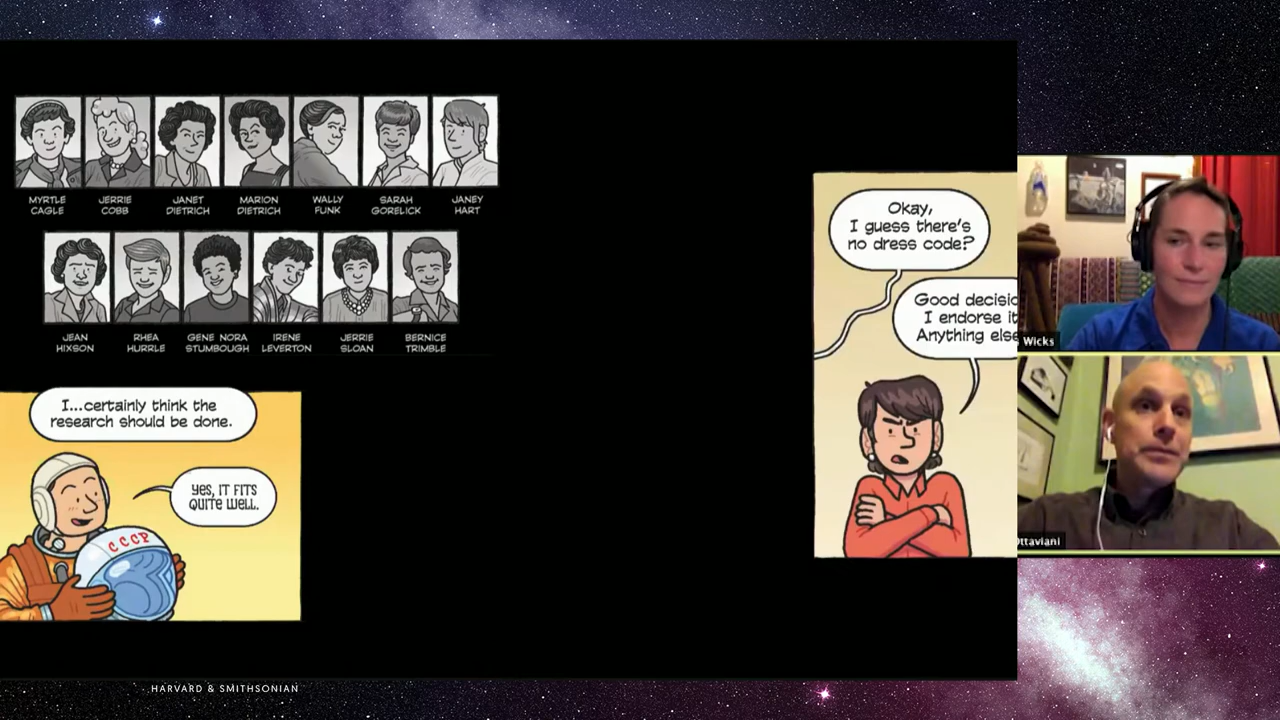 MYRTLE
CAGLE
JERRIE
COBB
JANET
DIETRICH
MARION
DIETRICH
WALLY
FUNK
SARAH
GORELICK
JANEY
HART
JEAN
HIXSON
RHEA
HURRLE
GENE NORA
STUMBOUGH
IRENE
LEVERTON
JERRIE
SLOAN
BERNICE
TRIMBLE
I...certainly think the
research should be done.
YES, IT FITS
QUITE WELL.
CCCP
Okay,
I guess there's
no dress code?
Good decisio
I endorse it
Anything else
Wicks
Ottaviani
HARVARD & SMITHSONIAN